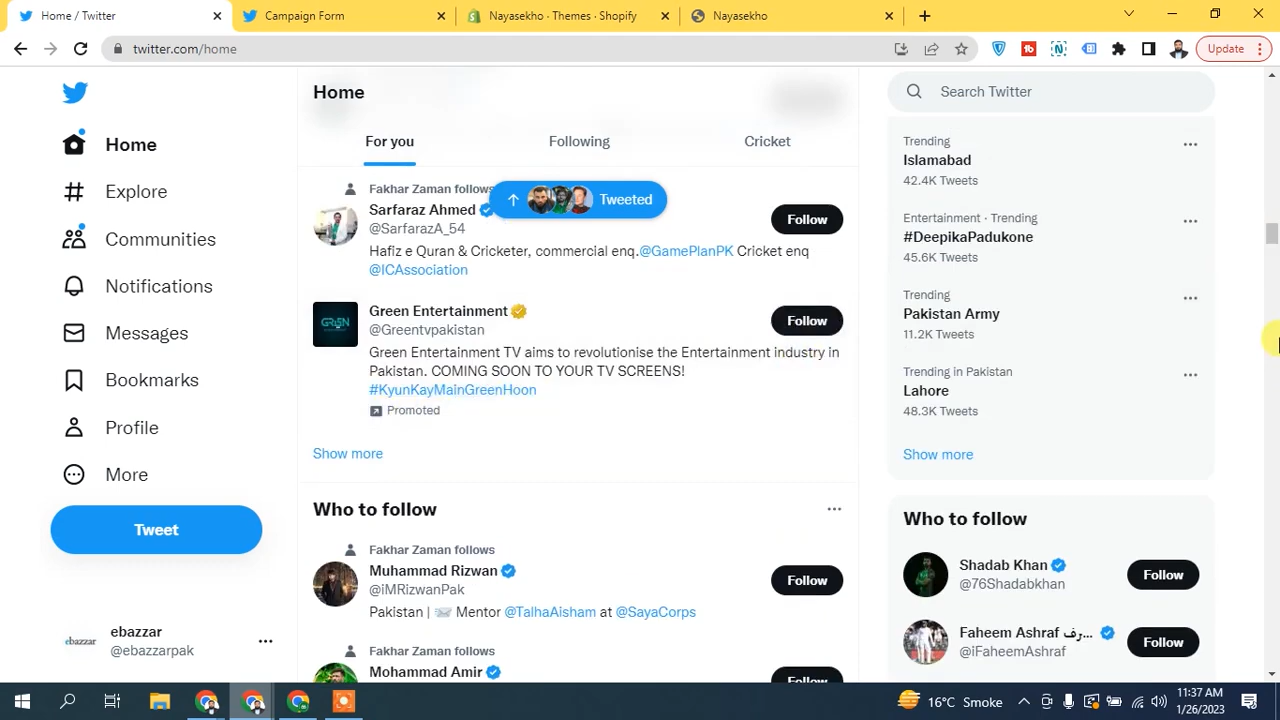 Home / Twitter
Campaign Form
Nayasekho · Themes · Shopify
Nayasekho
twitter.com/home
Update
Home
Explore
Communities
Notifications
Messages
Bookmarks
Profile
More
Tweet
ebazzar
@ebazzarpak
Home
For you
Following
Cricket
Tweeted
Fakhar Zaman follows
Sarfaraz Ahmed
@SarfarazA_54
Follow
Hafiz e Quran & Cricketer, commercial enq.@GamePlanPK Cricket enq
@ICAssociation
Green Entertainment
@Greentvpakistan
Follow
Green Entertainment TV aims to revolutionise the Entertainment industry in
Pakistan. COMING SOON TO YOUR TV SCREENS!
#KyunKayMainGreenHoon
Promoted
Show more
Who to follow
Fakhar Zaman follows
Muhammad Rizwan
@iMRizwanPak
Follow
Pakistan | Mentor @TalhaAisham at @SayaCorps
Fakhar Zaman follows
Mohammad Amir
Follow
Search Twitter
Trending
Islamabad
42.4K Tweets
Entertainment · Trending
#DeepikaPadukone
45.6K Tweets
Trending
Pakistan Army
11.2K Tweets
Trending in Pakistan
Lahore
48.3K Tweets
Show more
Who to follow
Shadab Khan
@76Shadabkhan
Follow
Faheem Ashraf رف...
@iFaheemAshraf
Follow
16°C Smoke
11:37 AM
1/26/2023